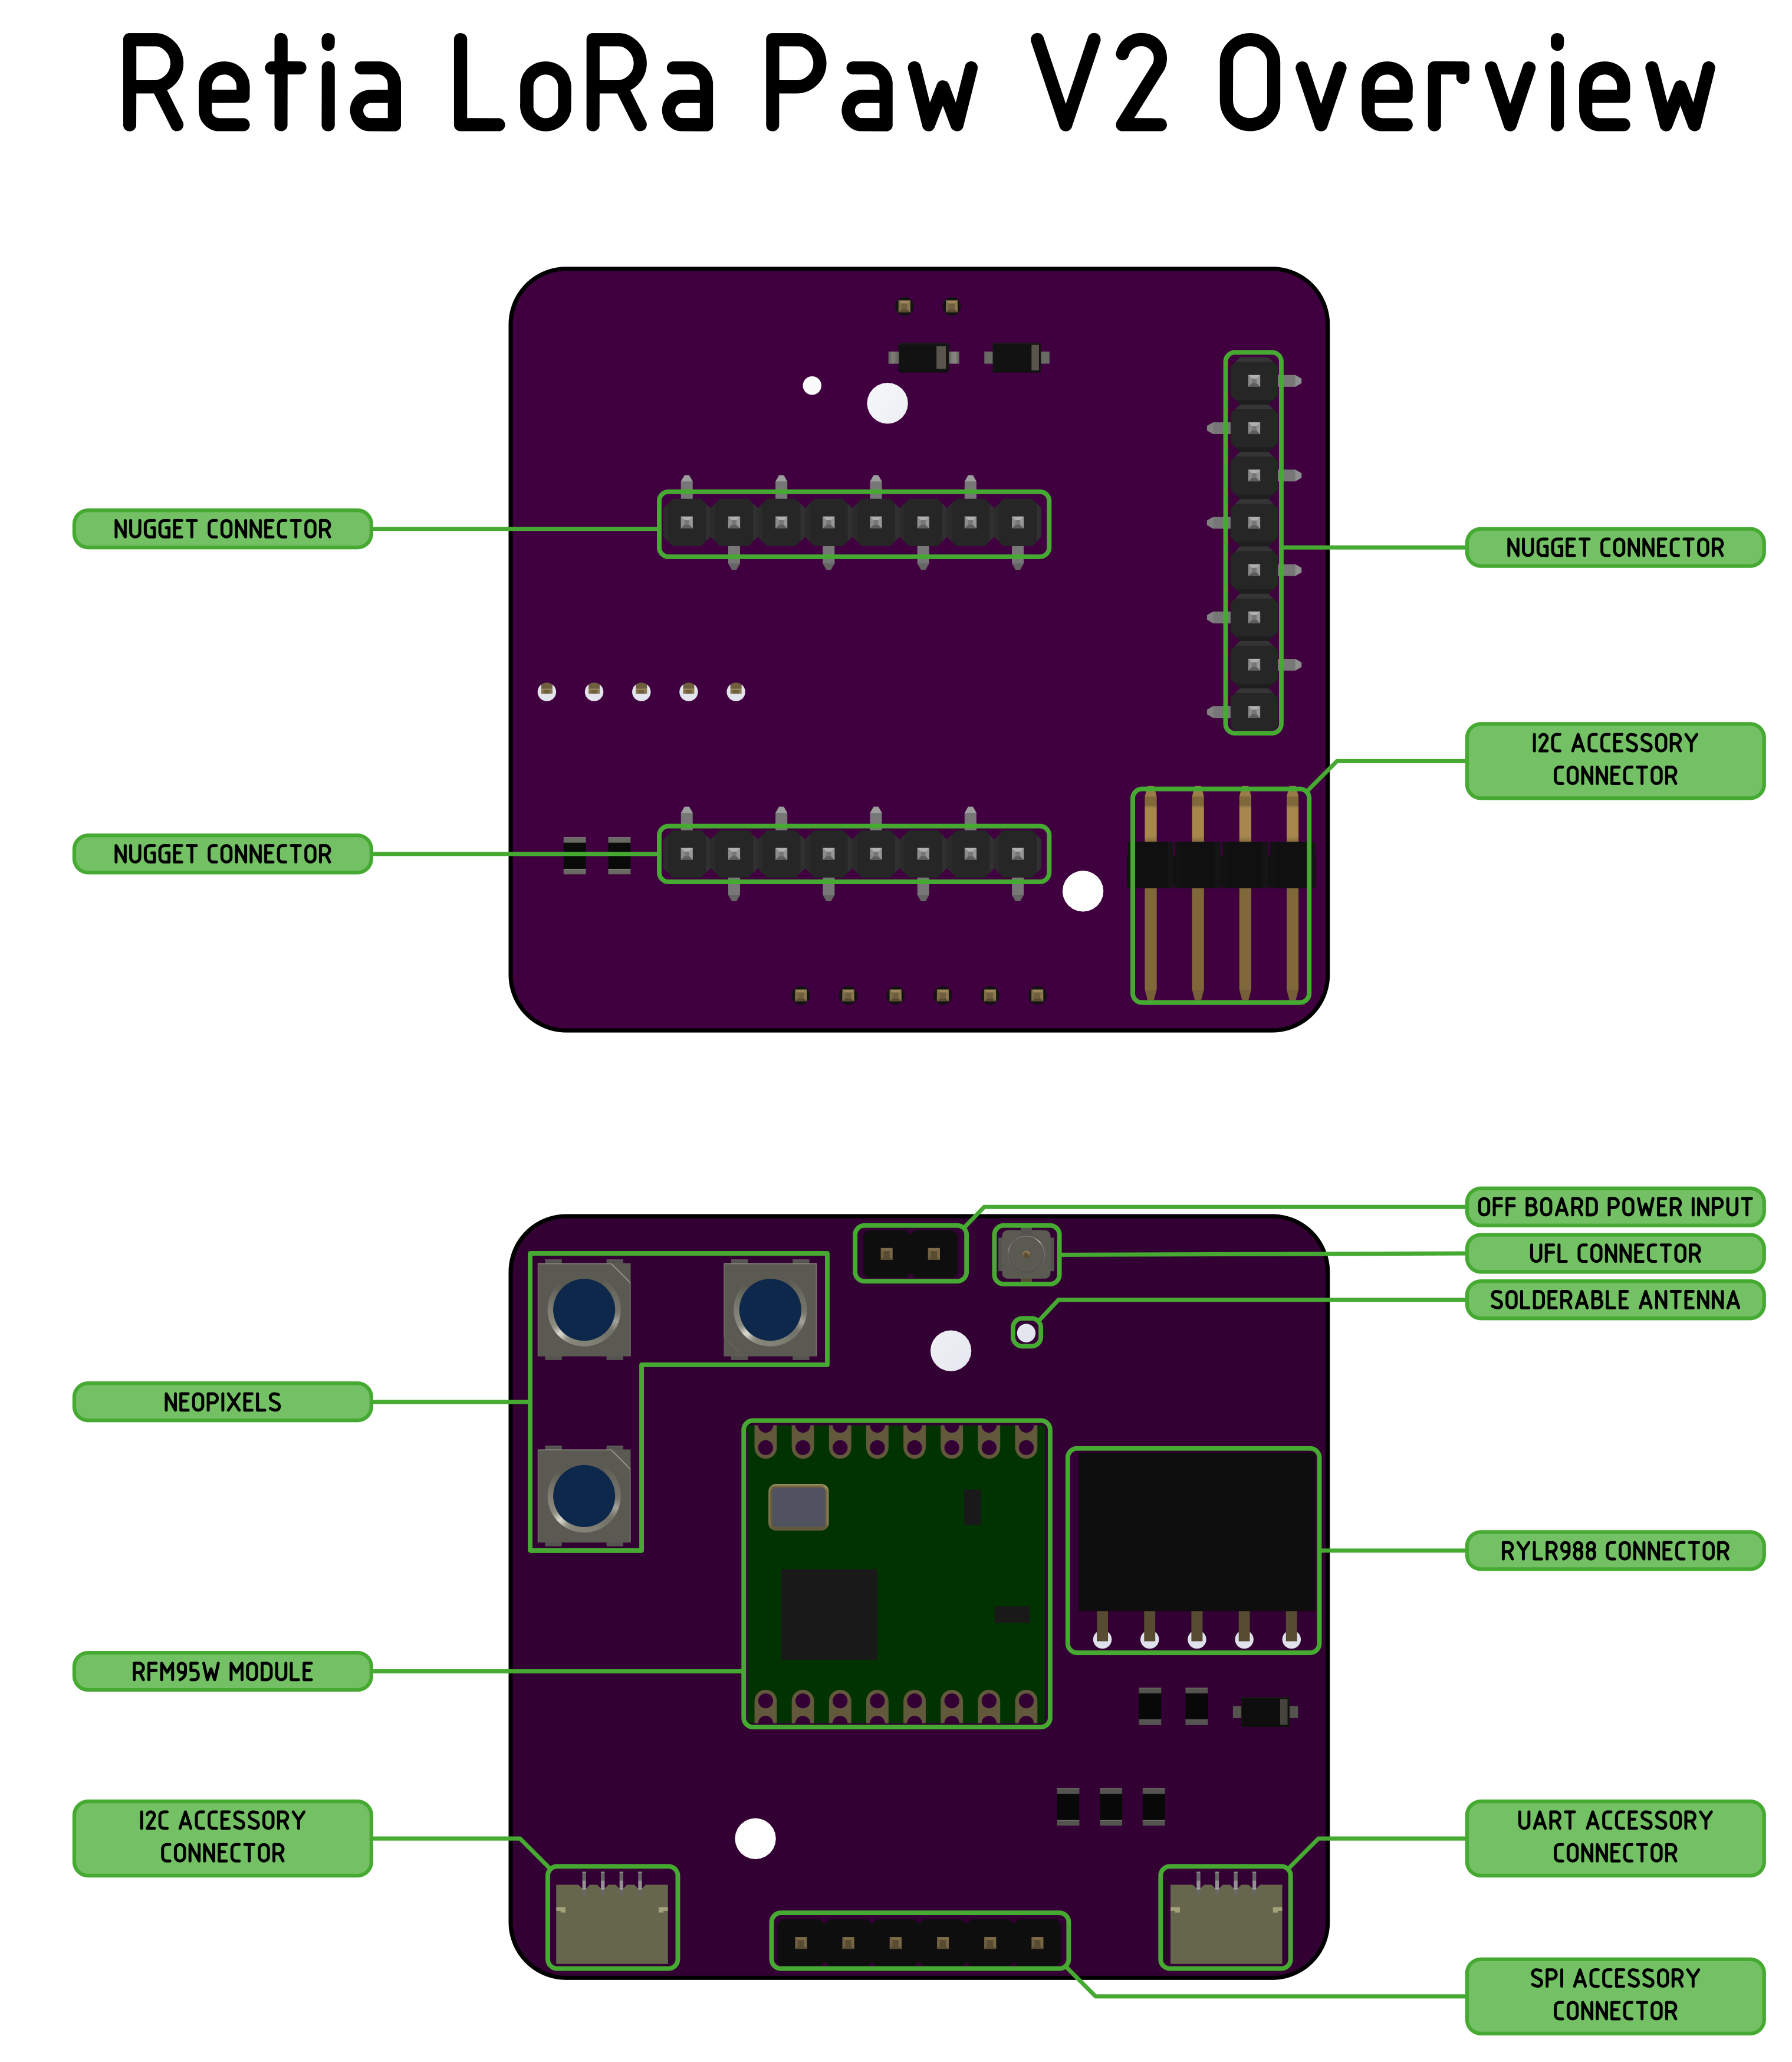 Retia LoRa Paw V2 Overview
NUGGET CONNECTOR
NUGGET CONNECTOR
I2C ACCESSORY
CONNECTOR
NUGGET CONNECTOR
OFF BOARD POWER INPUT
UFL CONNECTOR
SOLDERABLE ANTENNA
NEOPIXELS
RYLR988 CONNECTOR
RFM95W MODULE
I2C ACCESSORY
CONNECTOR
UART ACCESSORY
CONNECTOR
SPI ACCESSORY
CONNECTOR